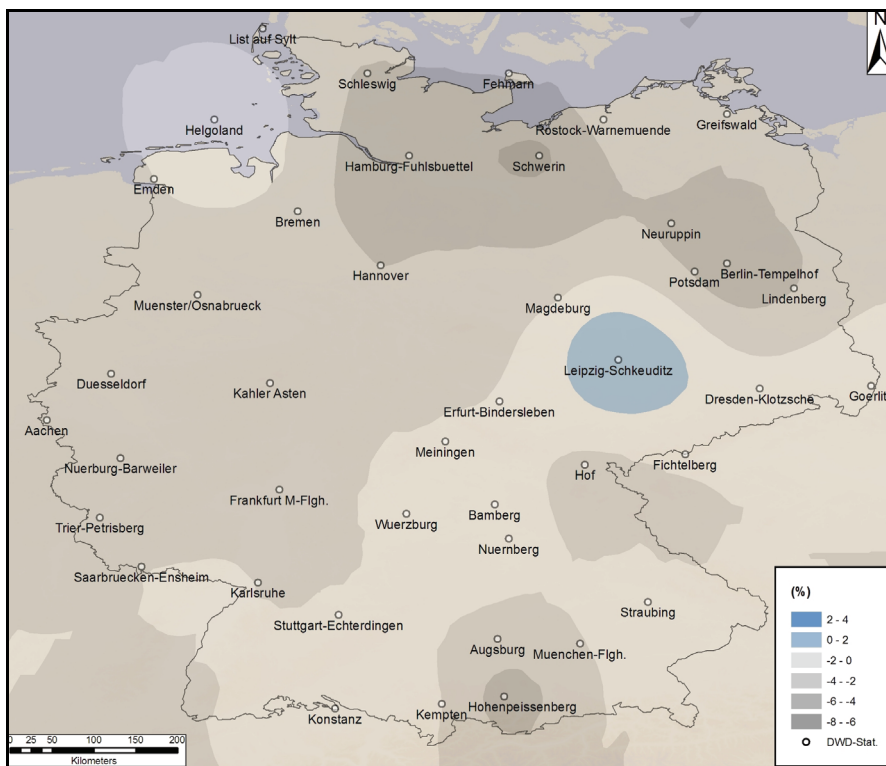 N
List auf Sylt
Schleswig
Fehmarn
Helgoland
Rostock-Warnemuende
Greifswald
Hamburg-Fuhlsbuettel
Schwerin
Emden
Bremen
Neuruppin
Hannover
Berlin-Tempelhof
Potsdam
Lindenberg
Muenster/Osnabrueck
Magdeburg
Leipzig-Schkeuditz
Duesseldorf
Kahler Asten
Dresden-Klotzsche
Goerlit
Erfurt-Bindersleben
Aachen
Meiningen
Nuerburg-Barweiler
Hof
Fichtelberg
Frankfurt M-Flgh.
Trier-Petrisberg
Wuerzburg
Bamberg
Nuernberg
Saarbruecken-Ensheim
Karlsruhe
Stuttgart-Echterdingen
Straubing
Augsburg
Muenchen-Flgh.
Hohenpeissenberg
Konstanz
Kempten
(%)
2 - 4
0 - 2
-2 - 0
-4 - -2
-6 - -4
-8 - -6
DWD-Stat.
0 25 50 100 150 200
Kilometers